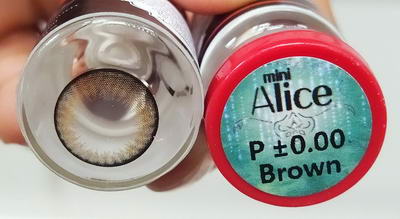 mini
Alice
P ±0.00
Brown